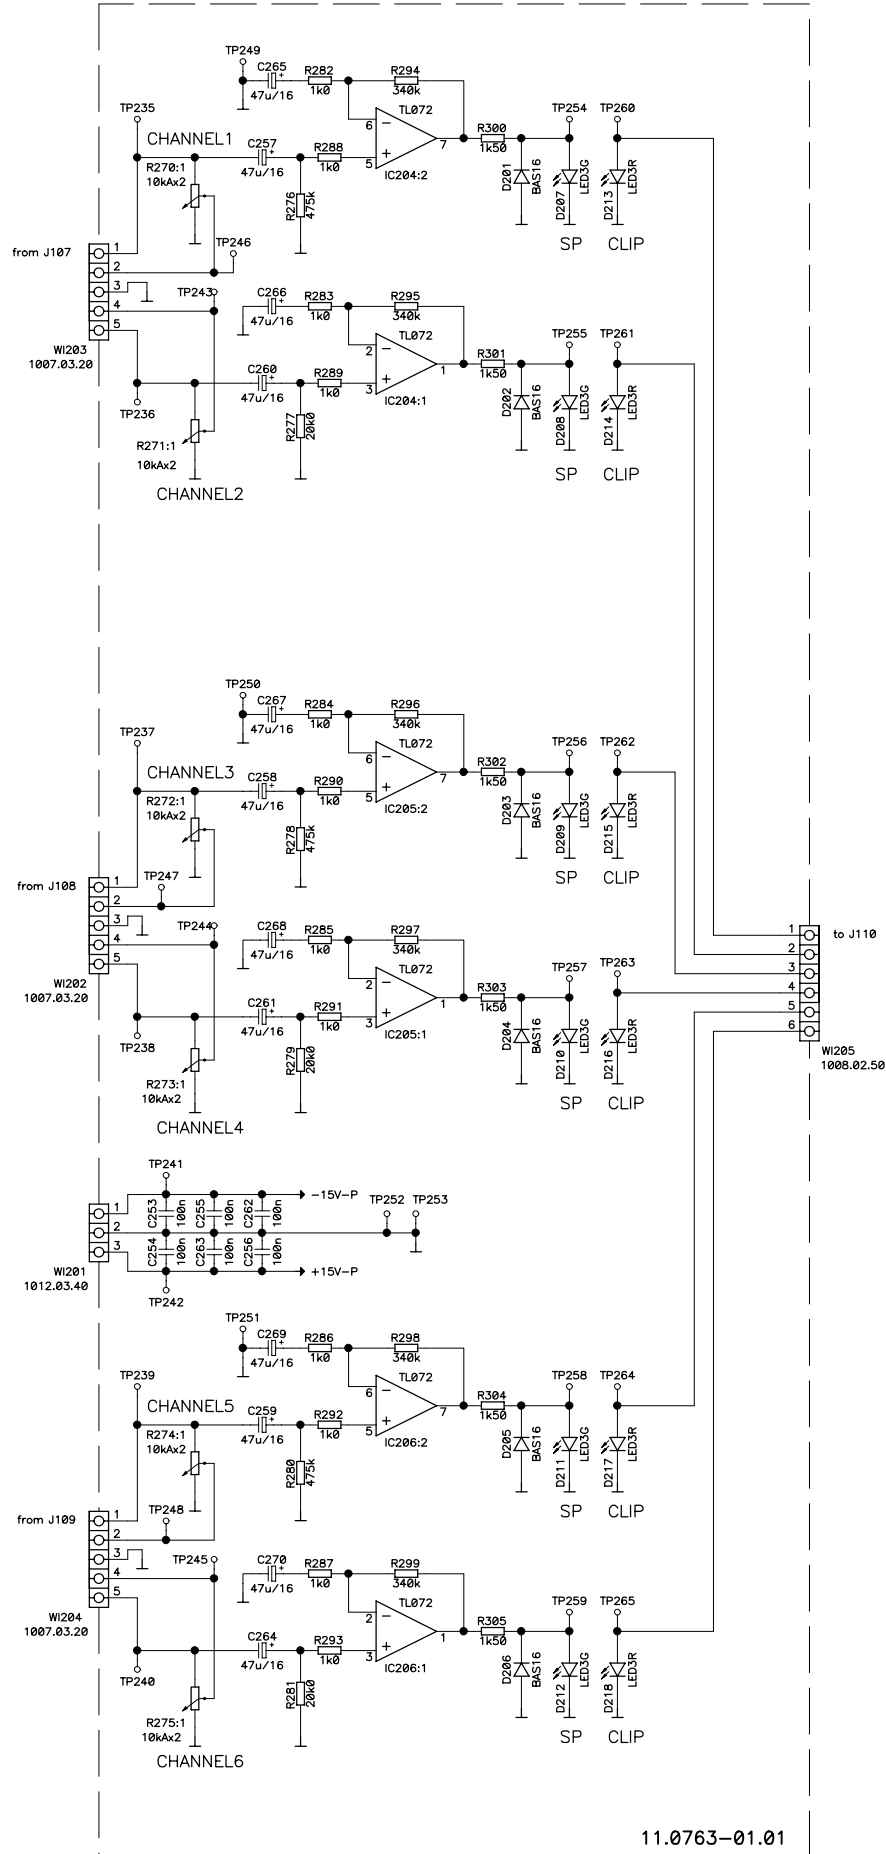 TP249
C265
+
47u/16
R282
1k0
R294
340k
TL072
6
5
7
IC204:2
TP235
CHANNEL1
R270:1
10kAx2
C257
+
47u/16
R288
1k0
R276
475k
R300
1k50
D201
BAS16
TP254
D207
LED3G
SP
TP260
D213
LED3R
CLIP
from J107
1
2
3
4
5
WI203
1007.03.20
TP246
TP243
C266
+
47u/16
R283
1k0
R295
340k
TL072
2
3
1
IC204:1
TP236
R271:1
10kAx2
CHANNEL2
C260
+
47u/16
R289
1k0
R277
20k0
R301
1k50
D202
BAS16
TP255
D208
LED3G
SP
TP261
D214
LED3R
CLIP
TP250
C267
+
47u/16
R284
1k0
R296
340k
TL072
6
5
7
IC205:2
TP237
CHANNEL3
R272:1
10kAx2
C258
+
47u/16
R290
1k0
R278
475k
R302
1k50
D203
BAS16
TP256
D209
LED3G
SP
TP262
D215
LED3R
CLIP
from J108
1
2
3
4
5
WI202
1007.03.20
TP247
TP244
C268
+
47u/16
R285
1k0
R297
340k
TL072
2
3
1
IC205:1
TP238
R273:1
10kAx2
CHANNEL4
C261
+
47u/16
R291
1k0
R279
20k0
R303
1k50
D204
BAS16
TP257
D210
LED3G
SP
TP263
D216
LED3R
CLIP
1
2
3
4
5
6
to J110
WI205
1008.02.50
TP241
1
2
3
WI201
1012.03.40
C253
100n
C255
100n
C262
100n
-15V-P
C254
100n
C263
100n
C256
100n
+15V-P
TP242
TP252
TP253
TP251
C269
+
47u/16
R286
1k0
R298
340k
TL072
6
5
7
IC206:2
TP239
CHANNEL5
R274:1
10kAx2
C259
+
47u/16
R292
1k0
R280
475k
R304
1k50
D205
BAS16
TP258
D211
LED3G
SP
TP264
D217
LED3R
CLIP
from J109
1
2
3
4
5
WI204
1007.03.20
TP248
TP245
C270
+
47u/16
R287
1k0
R299
340k
TL072
2
3
1
IC206:1
TP240
R275:1
10kAx2
CHANNEL6
C264
+
47u/16
R293
1k0
R281
20k0
R305
1k50
D206
BAS16
TP259
D212
LED3G
SP
TP265
D218
LED3R
CLIP
11.0763-01.01